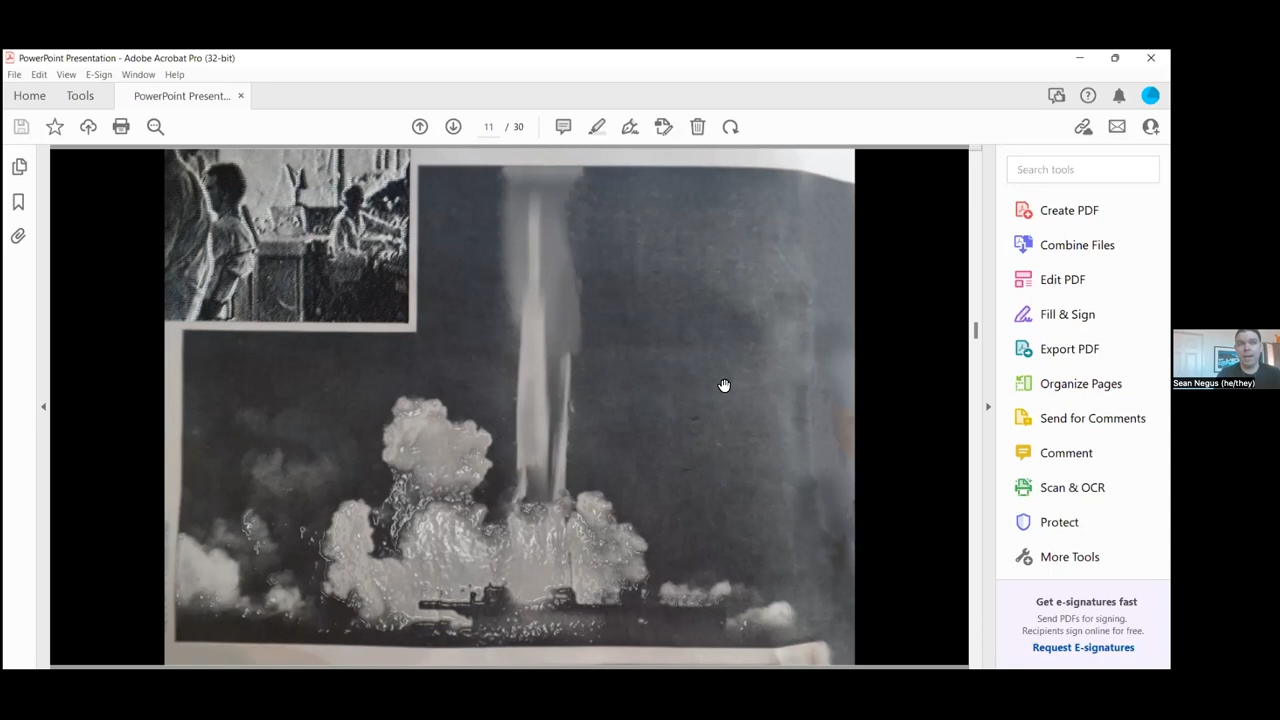 PowerPoint Presentation - Adobe Acrobat Pro (32-bit)
File Edit View E-Sign Window Help
Home Tools PowerPoint Present... ×
11 / 30
Search tools
Create PDF
Combine Files
Edit PDF
Fill & Sign
Export PDF
Organize Pages
Send for Comments
Comment
Scan & OCR
Protect
More Tools
Get e-signatures fast
Send PDFs for signing.
Recipients sign online for free.
Request E-signatures
Sean Negus (he/they)